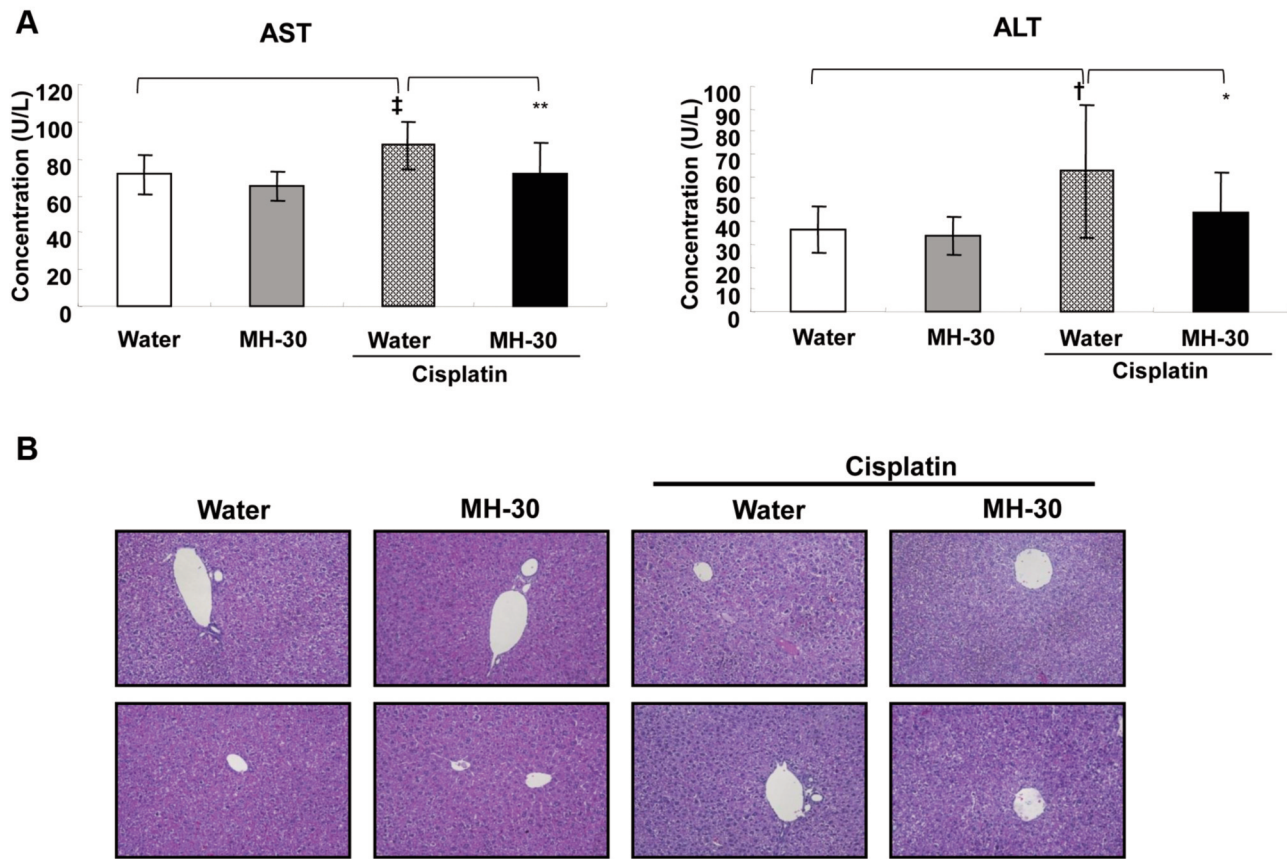 A
AST
Concentration (U/L)
120
100
80
60
40
20
0
‡
**
Water
MH-30
Water
MH-30
Cisplatin
ALT
Concentration (U/L)
100
90
80
70
60
50
40
30
20
10
0
†
*
Water
MH-30
Water
MH-30
Cisplatin
B
Cisplatin
Water
MH-30
Water
MH-30